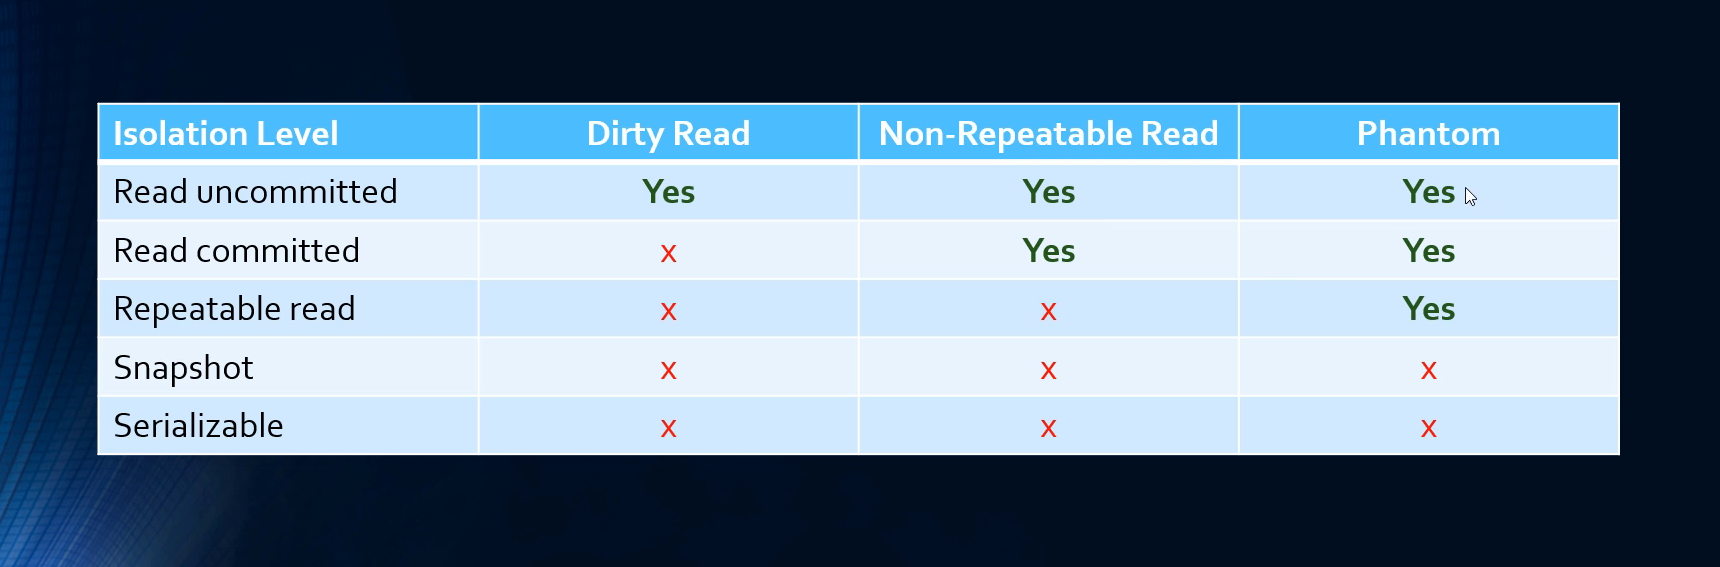 Isolation Level Dirty Read Non-Repeatable Read Phantom
Read uncommitted Yes Yes Yes
Read committed x Yes Yes
Repeatable read x x Yes
Snapshot x x x
Serializable x x x